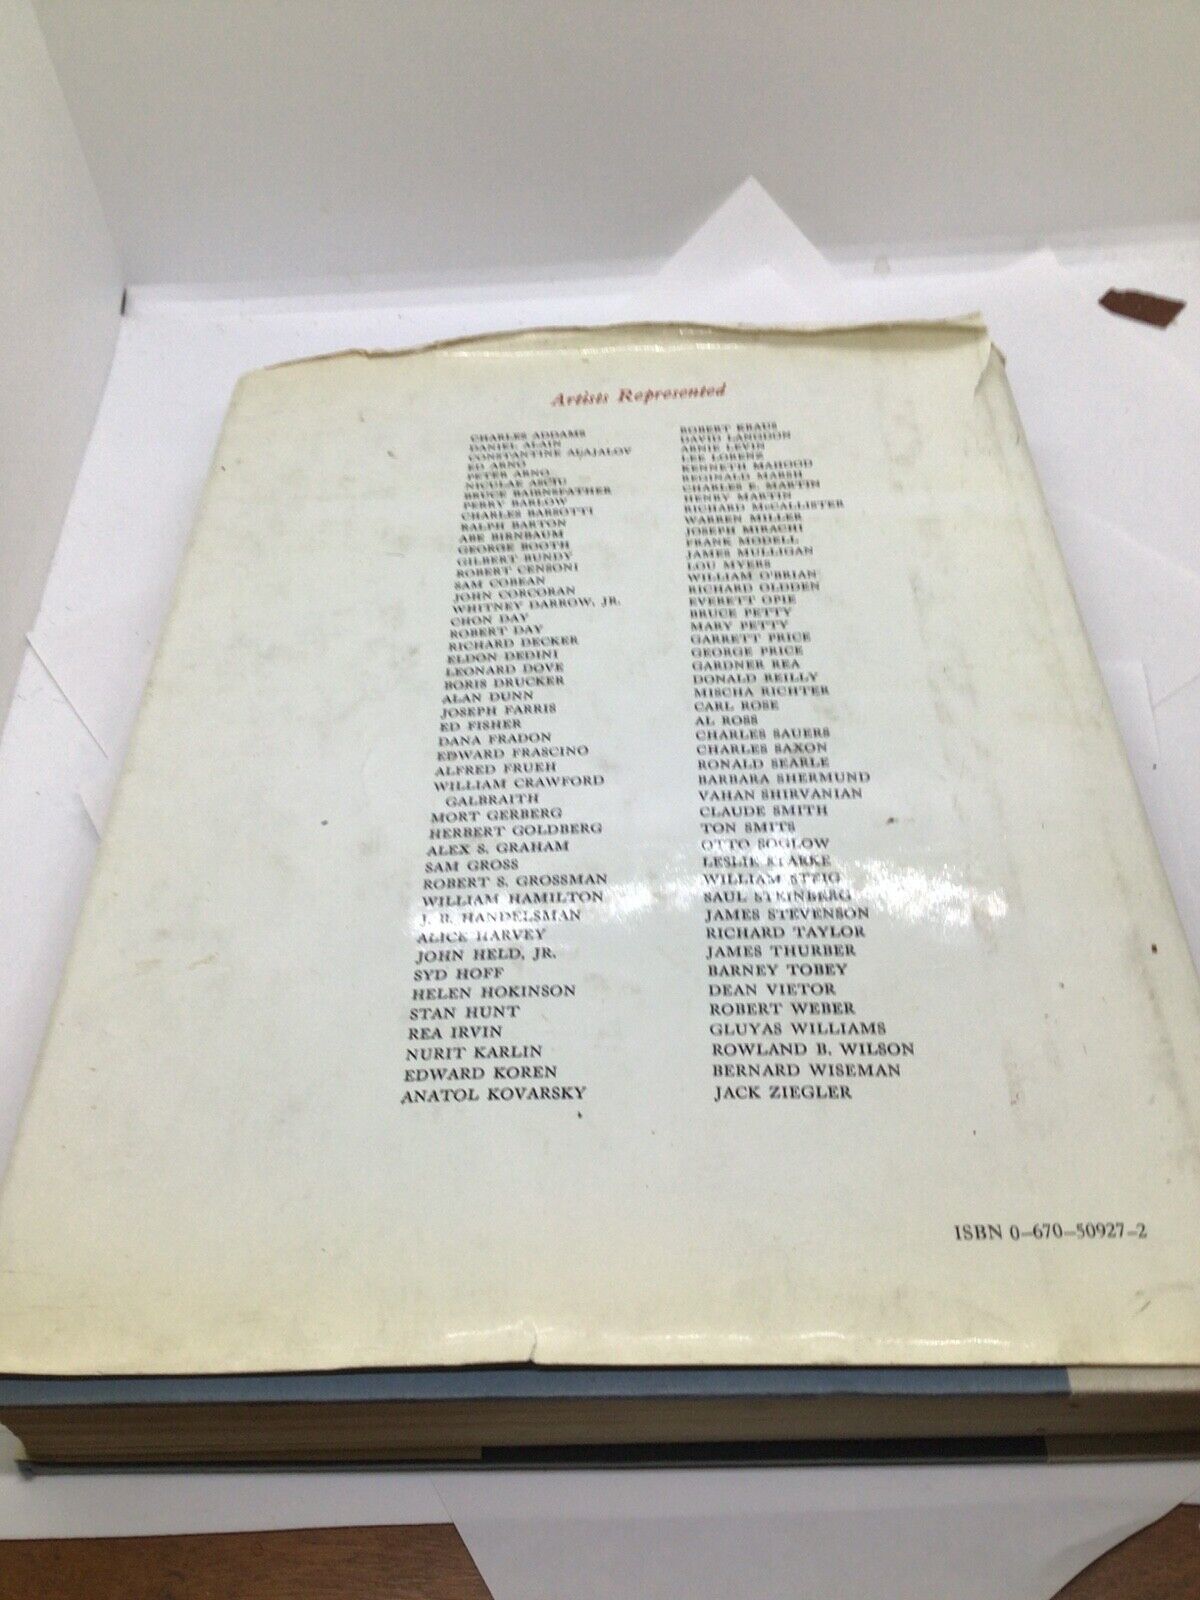 Artists Represented
CHARLES ADDAMS
DANIEL ALAIN
CONSTANTINE ALAJALOV
ED ARNO
PETER ARNO
NICULAE ASCIU
BRUCE BAIRNSFATHER
PERRY BARLOW
CHARLES BARSOTTI
RALPH BARTON
ABE BIRNBAUM
GEORGE BOOTH
GILBERT BUNDY
ROBERT CENSONI
SAM COBEAN
JOHN CORCORAN
WHITNEY DARROW, JR.
CHON DAY
ROBERT DAY
RICHARD DECKER
ELDON DEDINI
LEONARD DOVE
BORIS DRUCKER
ALAN DUNN
JOSEPH FARRIS
ED FISHER
DANA FRADON
EDWARD FRASCINO
ALFRED FRUEH
WILLIAM CRAWFORD
GALBRAITH
MORT GERBERG
HERBERT GOLDBERG
ALEX S. GRAHAM
SAM GROSS
ROBERT S. GROSSMAN
WILLIAM HAMILTON
J. B. HANDELSMAN
ALICE HARVEY
JOHN HELD, JR.
SYD HOFF
HELEN HOKINSON
STAN HUNT
REA IRVIN
NURIT KARLIN
EDWARD KOREN
ANATOL KOVARSKY
ROBERT KRAUS
DAVID LANGDON
ARNIE LEVIN
LEE LORENZ
KENNETH MAHOOD
REGINALD MARSH
CHARLES E. MARTIN
HENRY MARTIN
RICHARD McCALLISTER
WARREN MILLER
JOSEPH MIRACHI
FRANK MODELL
JAMES MULLIGAN
LOU MYERS
WILLIAM O'BRIAN
RICHARD OLDDEN
EVERETT OPIE
BRUCE PETTY
MARY PETTY
GARRETT PRICE
GEORGE PRICE
GARDNER REA
DONALD REILLY
MISCHA RICHTER
CARL ROSE
AL ROSS
CHARLES SAUERS
CHARLES SAXON
RONALD SEARLE
BARBARA SHERMUND
VAHAN SHIRVANIAN
CLAUDE SMITH
TON SMITS
OTTO SOGLOW
LESLIE STARKE
WILLIAM STEIG
SAUL STEINBERG
JAMES STEVENSON
RICHARD TAYLOR
JAMES THURBER
BARNEY TOBEY
DEAN VIETOR
ROBERT WEBER
GLUYAS WILLIAMS
ROWLAND B. WILSON
BERNARD WISEMAN
JACK ZIEGLER
ISBN 0-670-50927-2